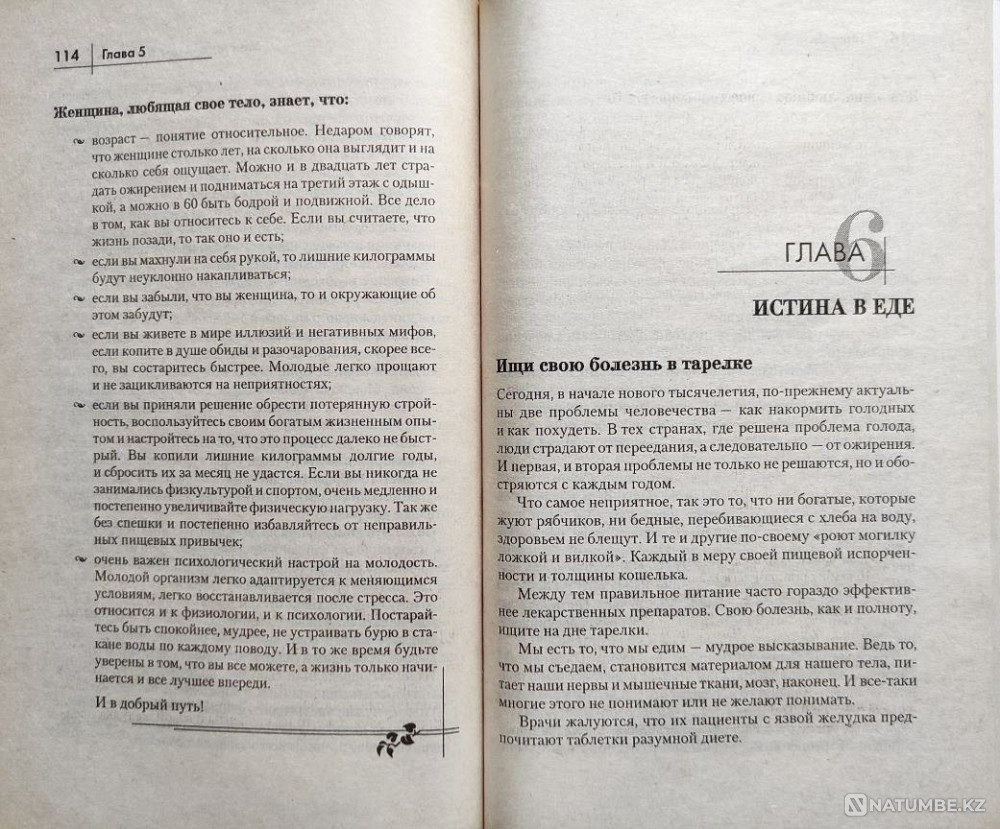 114 Глава 5
Женщина, любящая свое тело, знает, что:
возраст — понятие относительное. Недаром говорят,
что женщине столько лет, на сколько она выглядит и на
сколько себя ощущает. Можно и в двадцать лет стра-
дать ожирением и подниматься на третий этаж с одыш-
кой, а можно в 60 быть бодрой и подвижной. Все дело
в том, как вы относитесь к себе. Если вы считаете, что
жизнь позади, то так оно и есть;
если вы махнули на себя рукой, то лишние килограммы
будут неуклонно накапливаться;
если вы забыли, что вы женщина, то и окружающие об
этом забудут;
если вы живете в мире иллюзий и негативных мифов,
если копите в душе обиды и разочарования, скорее все-
го, вы состаритесь быстрее. Молодые легко прощают
и не зацикливаются на неприятностях;
если вы приняли решение обрести потерянную строй-
ность, воспользуйтесь своим богатым жизненным опы-
том и настройтесь на то, что это процесс далеко не быст-
рый. Вы копили лишние килограммы долгие годы,
и сбросить их за месяц не удастся. Если вы никогда не
занимались физкультурой и спортом, очень медленно и
постепенно увеличивайте физическую нагрузку. Так же
без спешки и постепенно избавляйтесь от неправиль-
ных пищевых привычек;
очень важен психологический настрой на молодость.
Молодой организм легко адаптируется к меняющимся
условиям, легко восстанавливается после стресса. Это
относится и к физиологии, и к психологии. Постарай-
тесь быть спокойнее, мудрее, не устраивать бурю в ста-
кане воды по каждому поводу. И в то же время будьте
уверены в том, что вы все можете, а жизнь только начи-
нается и все лучшее впереди.
И в добрый путь!
ГЛАВА 6
ИСТИНА В ЕДЕ
Ищи свою болезнь в тарелке
Сегодня, в начале нового тысячелетия, по-прежнему актуаль-
ны две проблемы человечества — как накормить голодных
и как похудеть. В тех странах, где решена проблема голода,
люди страдают от переедания, а следовательно — от ожирения.
И первая, и вторая проблемы не только не решаются, но и обо-
стряются с каждым годом.
Что самое неприятное, так это то, что ни богатые, которые
жуют рябчиков, ни бедные, перебивающиеся с хлеба на воду,
здоровьем не блещут. И те и другие по-своему «роют могилку
ложкой и вилкой». Каждый в меру своей пищевой испорчен-
ности и толщины кошелька.
Между тем правильное питание часто гораздо эффектив-
нее лекарственных препаратов. Свою болезнь, как и полноту,
ищите на дне тарелки.
Мы есть то, что мы едим — мудрое высказывание. Ведь то,
что мы съедаем, становится материалом для нашего тела, пи-
тает наши нервы и мышечные ткани, мозг, наконец. И все-таки
многие этого не понимают или не желают понимать.
Врачи жалуются, что их пациенты с язвой желудка пред-
почитают таблетки разумной диете.
NATUMBE.KZ